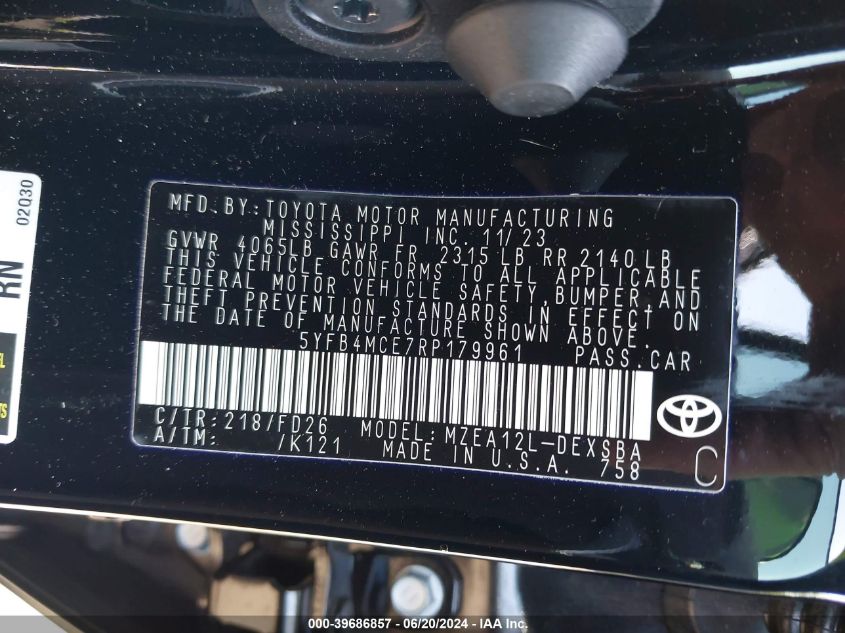 02Q30
RN
MFD.BY:TOYOTA MOTOR MANUFACTURING
MISSISSIPPI INC. 11/23
GVWR 4065LB GAWR FR 2315 LB RR 2140 LB
THIS VEHICLE CONFORMS TO ALL APPLICABLE
FEDERAL MOTOR VEHICLE SAFETY,BUMPER,AND
THEFT PREVENTION STANDARDS IN EFFECT ON
THE DATE OF MANUFACTURE SHOWN ABOVE.
5YFB4MCE7RP179961 PASS.CAR
C/TR:218/FD26 MODEL:MZEA12L-DEXSBA
A/TM: /K121 MADE IN U.S.A. 758
C
000-39686857 / 06/20/2024 - IAA Inc.